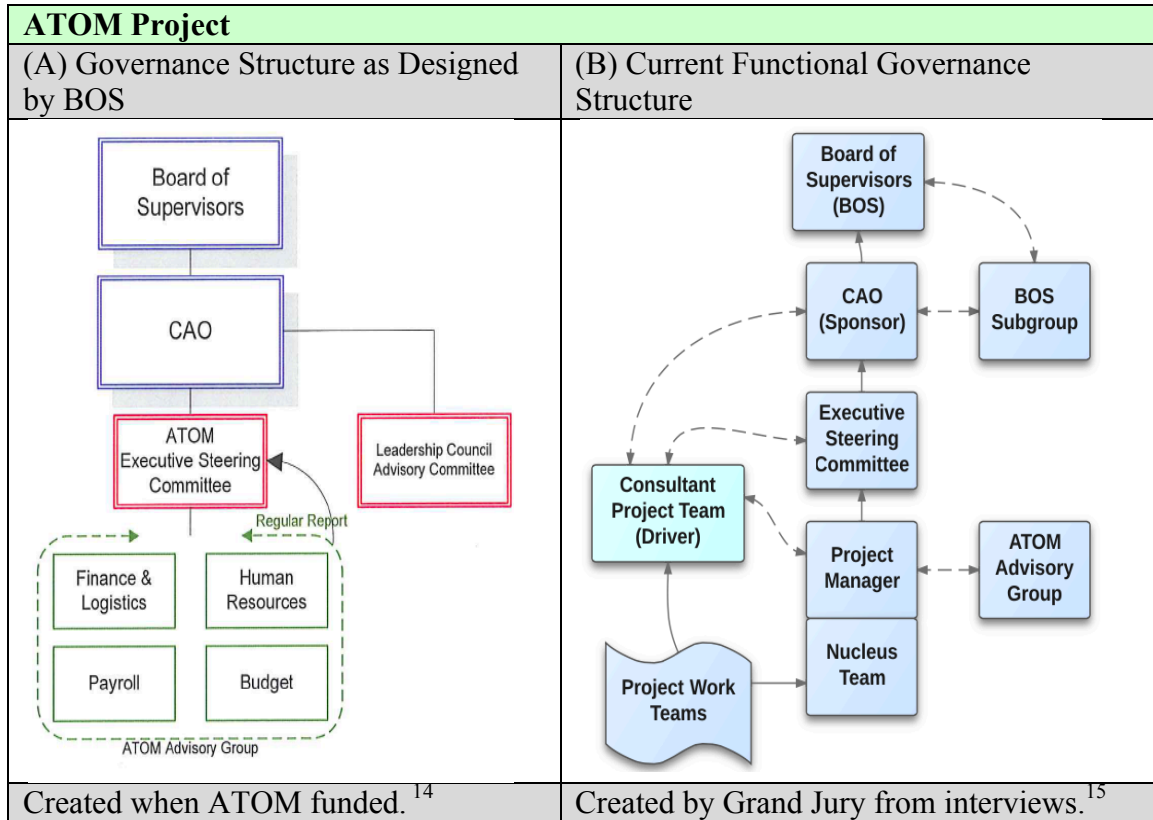 ATOM Project
(A) Governance Structure as Designed
by BOS
(B) Current Functional Governance
Structure
Board of
Supervisors
CAO
ATOM
Executive Steering
Committee
Leadership Council
Advisory Committee
Regular Report
Finance &
Logistics
Human
Resources
Payroll
Budget
ATOM Advisory Group
Board of
Supervisors
(BOS)
CAO
(Sponsor)
BOS
Subgroup
Executive
Steering
Committee
Consultant
Project Team
(Driver)
Project
Manager
ATOM
Advisory
Group
Nucleus
Team
Project Work
Teams
Created when ATOM funded. 14
Created by Grand Jury from interviews.15